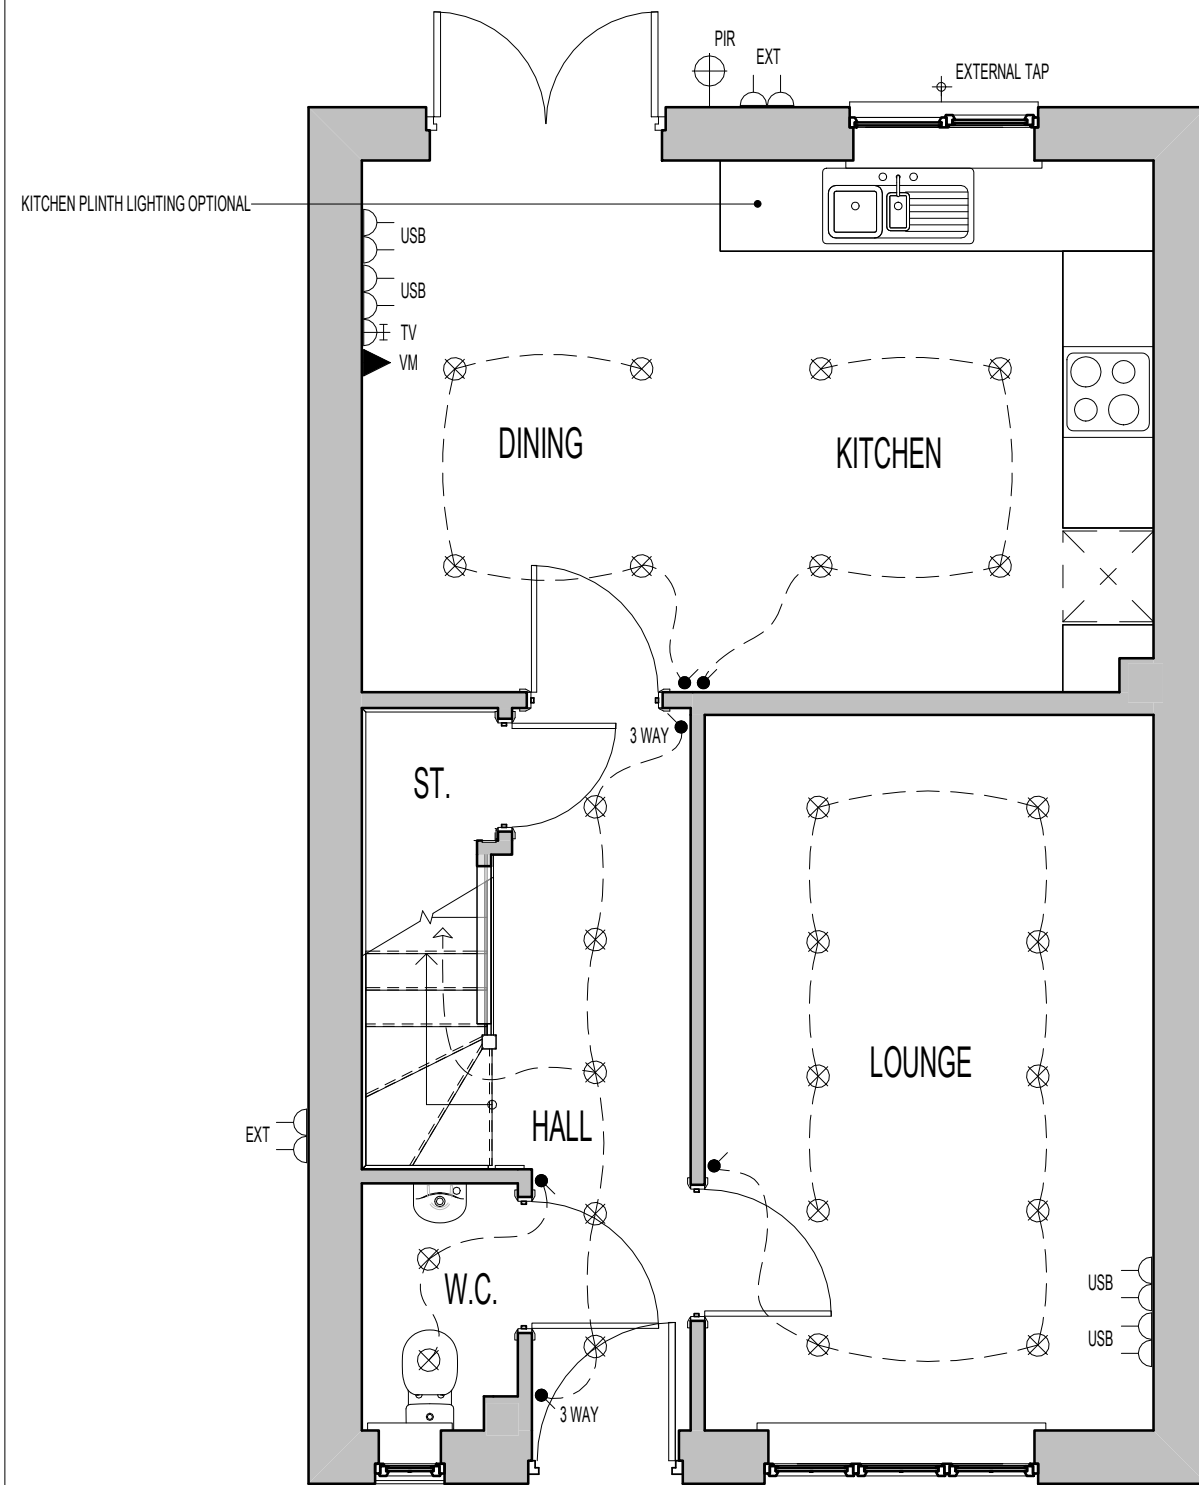 PIR
EXT
EXTERNAL TAP
KITCHEN PLINTH LIGHTING OPTIONAL
USB
USB
TV
VM
DINING
KITCHEN
3 WAY
ST.
LOUNGE
HALL
EXT
W.C.
USB
USB
3 WAY